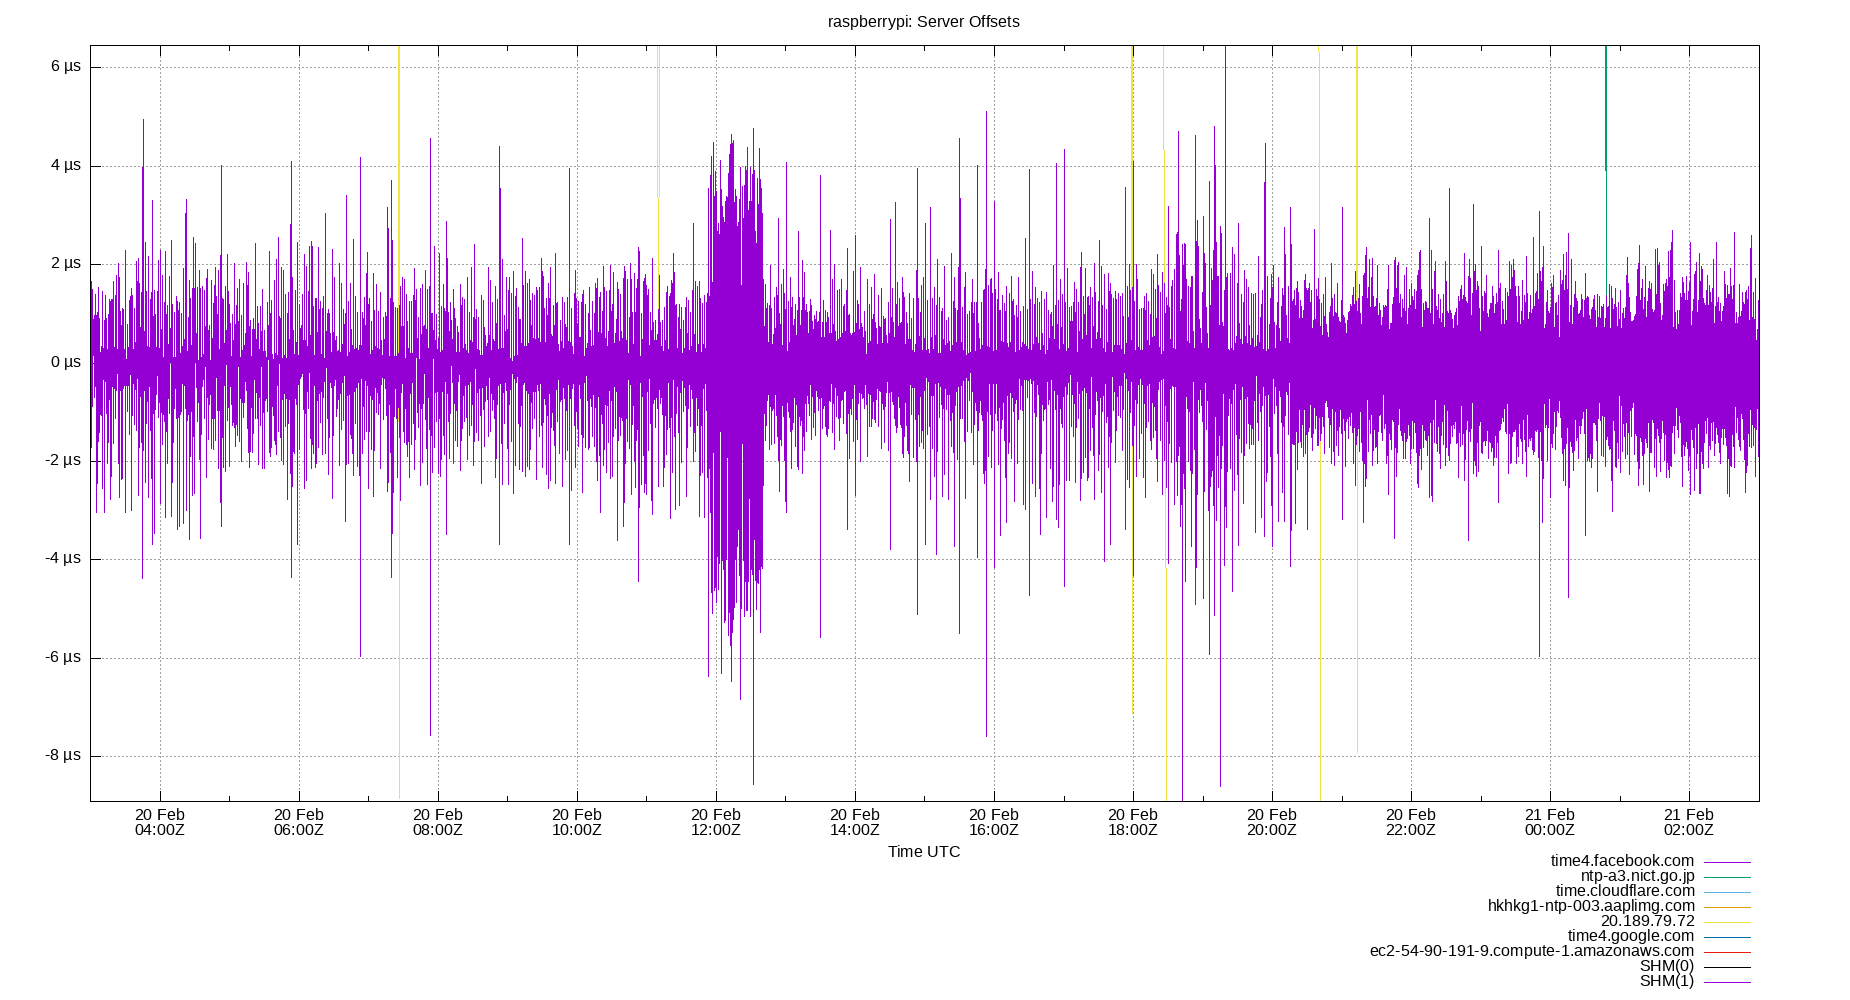 raspberrypi: Server Offsets
6 µs
4 µs
2 µs
0 µs
-2 µs
-4 µs
-6 µs
-8 µs
20 Feb 20 Feb 20 Feb 20 Feb 20 Feb 20 Feb 20 Feb 20 Feb 20 Feb 20 Feb 21 Feb 21 Feb
04:00Z 06:00Z 08:00Z 10:00Z 12:00Z 14:00Z 16:00Z 18:00Z 20:00Z 22:00Z 00:00Z 02:00Z
Time UTC
time4.facebook.com
ntp-a3.nict.go.jp
time.cloudflare.com
hkhkg1-ntp-003.aaplimg.com
20.189.79.72
time4.google.com
ec2-54-90-191-9.compute-1.amazonaws.com
SHM(0)
SHM(1)